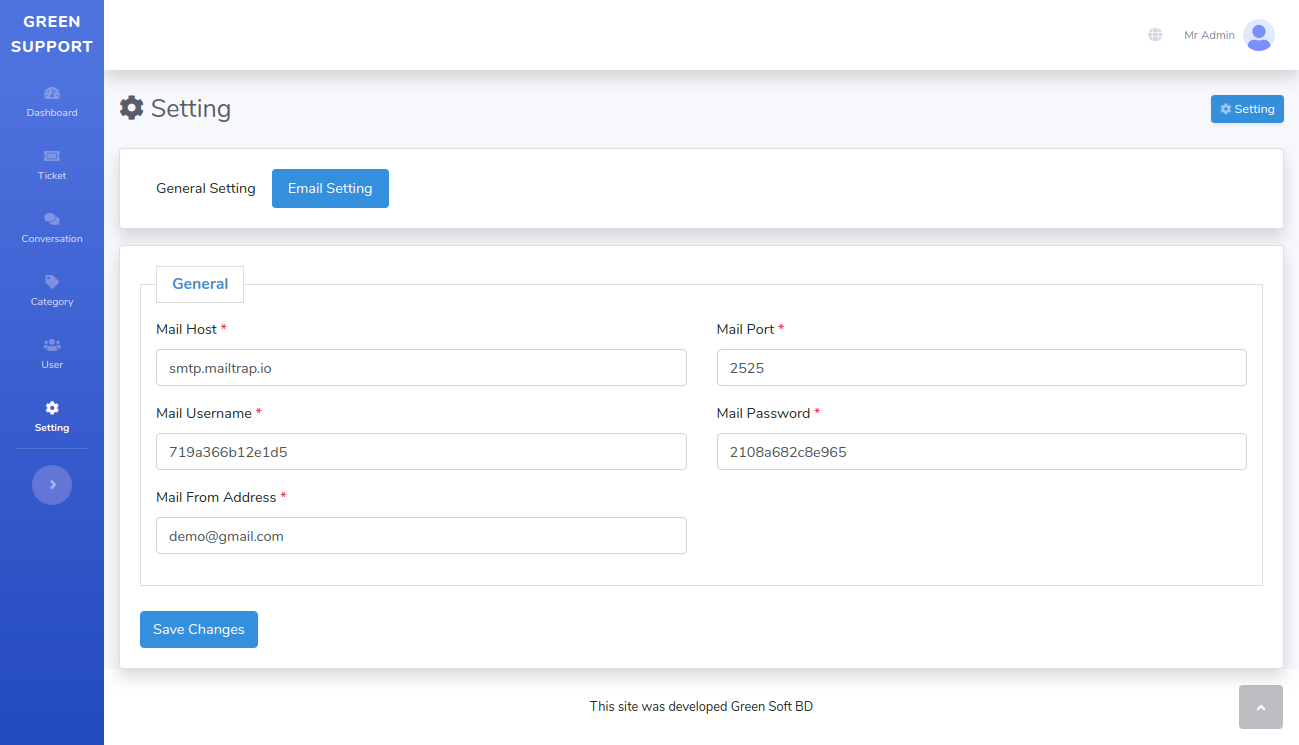 GREEN
SUPPORT
Mr Admin
Dashboard
Ticket
Conversation
Category
User
Setting
Setting
Setting
General Setting
Email Setting
General
Mail Host *
Mail Port *
smtp.mailtrap.io
2525
Mail Username *
Mail Password *
719a366b12e1d5
2108a682c8e965
Mail From Address *
demo@gmail.com
Save Changes
This site was developed Green Soft BD